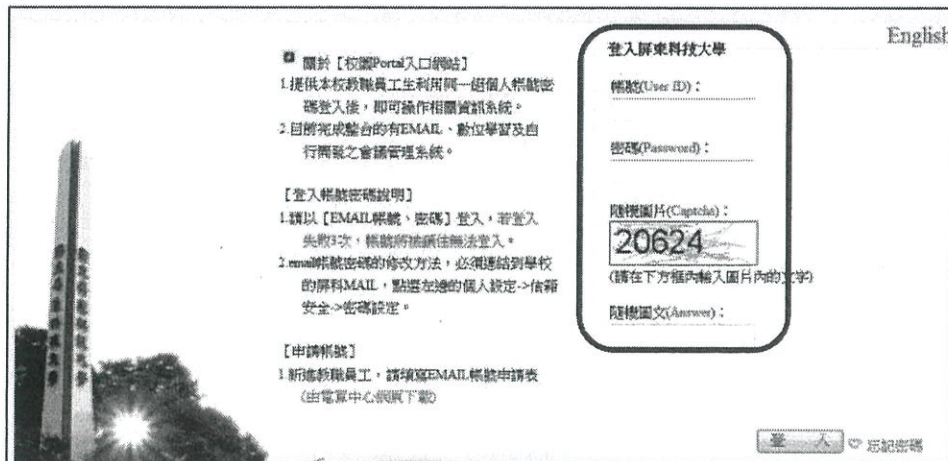 English
關於【校園Portal入口網站】
1.提供本校教職員工生利用同一組個人帳號密
碼登入後，即可操作相關資訊系統。
2.目前完成整合的有EMAIL、數位學習及自
行開發之會議管理系統。
【登入帳號密碼說明】
1.請以【EMAIL帳號、密碼】登入，若登入
失敗3次，帳號將被鎖住無法登入。
2.email帳號密碼的修改方法，必須連結到學校
的屏科MAIL，點選左邊的個人設定->信箱
安全->密碼設定。
【申請帳號】
1.新進教職員工，請填寫EMAIL帳號申請表
(由電算中心網頁下載)
登入屏東科技大學
帳號(User ID)：
密碼(Password)：
隨機圖片(Captcha)：
20624
(請在下方框內輸入圖片內的文字)
隨機圖文(Answer)：
登 入
忘記密碼